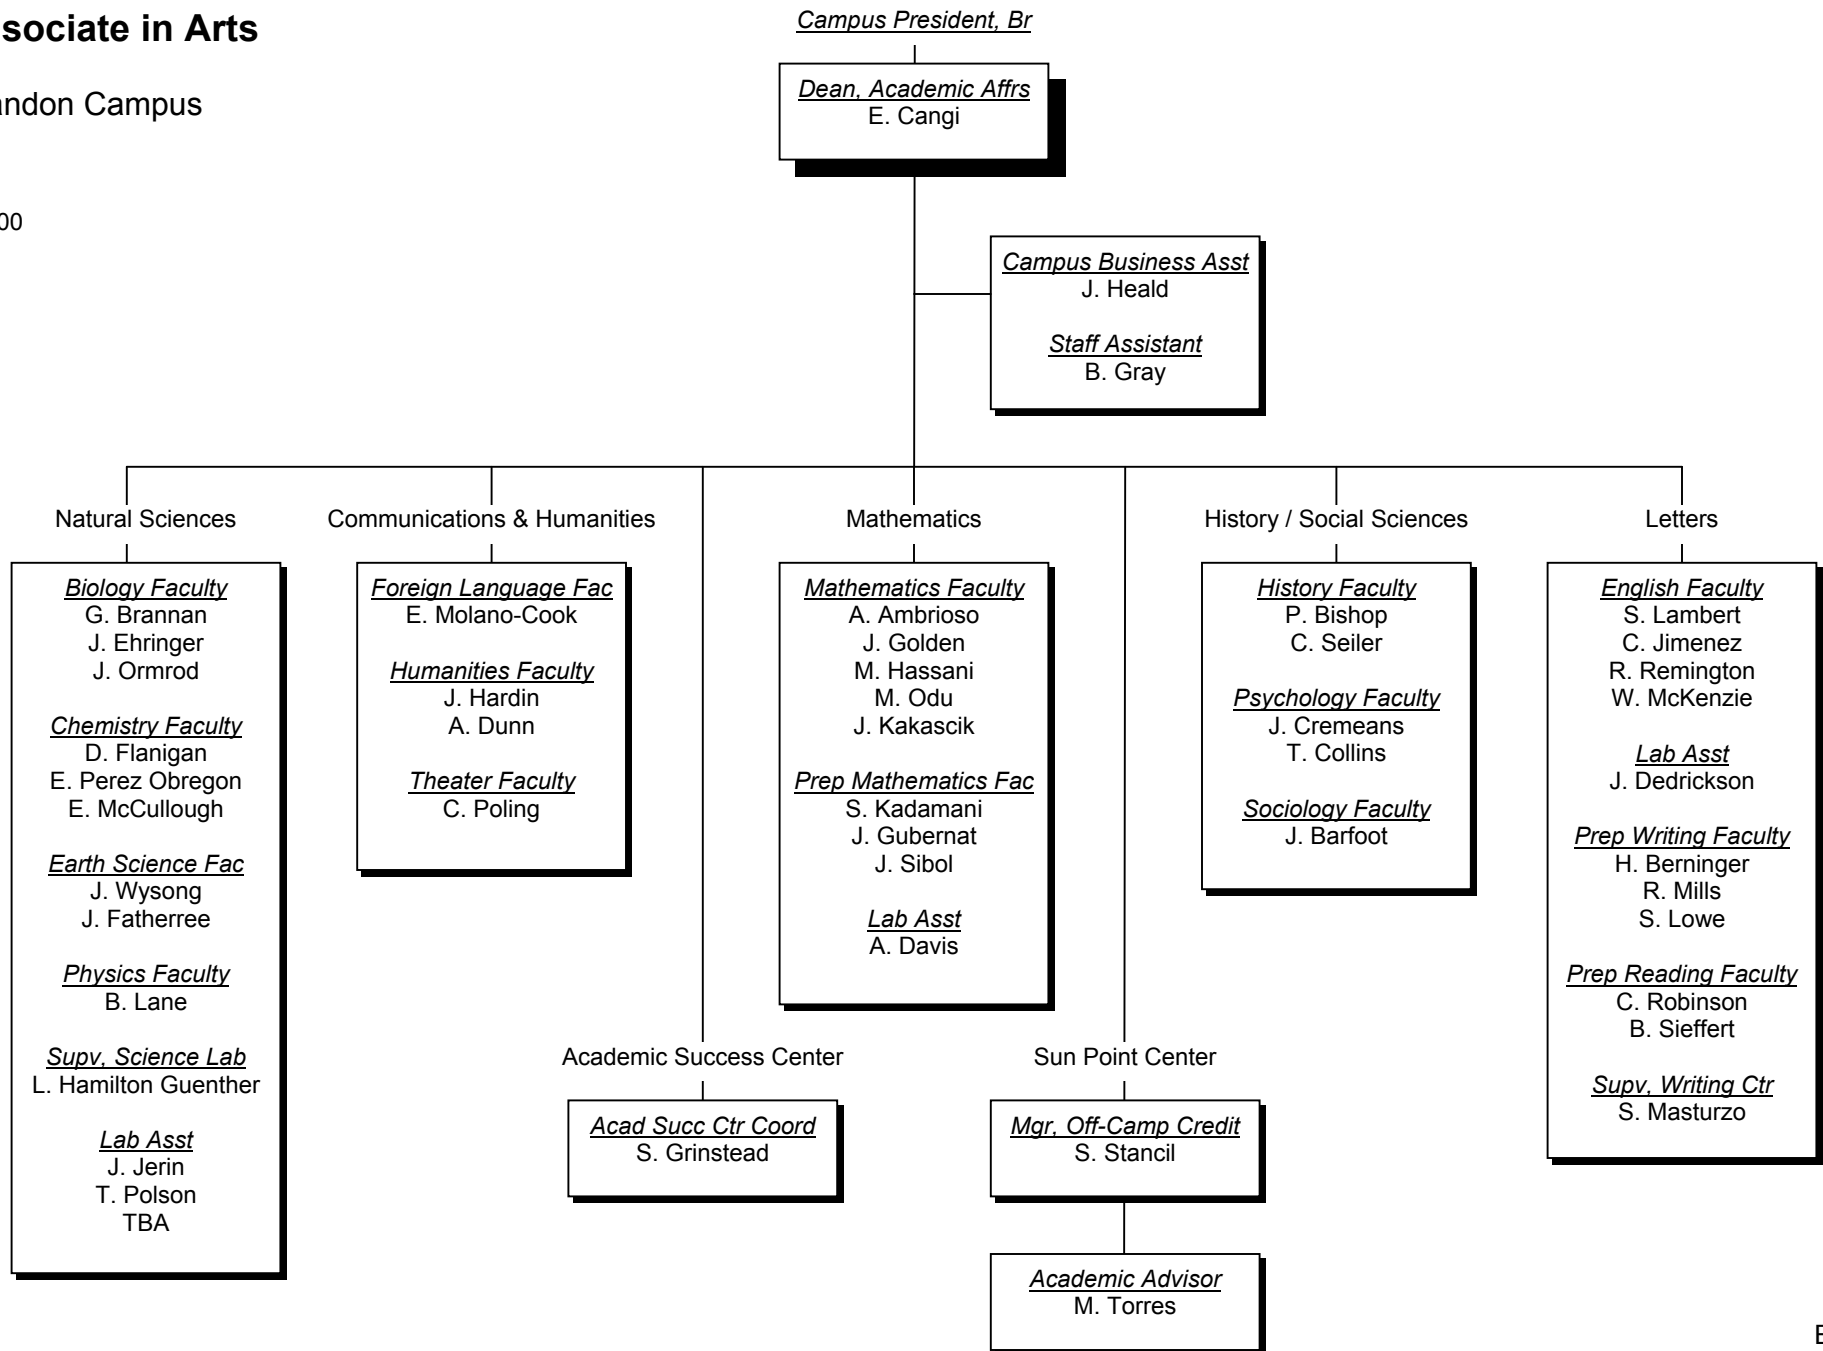 sociate in Arts
andon Campus
00
Campus President, Br
Dean, Academic Affrs
E. Cangi
Campus Business Asst
J. Heald
Staff Assistant
B. Gray
Natural Sciences
Biology Faculty
G. Brannan
J. Ehringer
J. Ormrod
Chemistry Faculty
D. Flanigan
E. Perez Obregon
E. McCullough
Earth Science Fac
J. Wysong
J. Fatherree
Physics Faculty
B. Lane
Supv, Science Lab
L. Hamilton Guenther
Lab Asst
J. Jerin
T. Polson
TBA
Communications & Humanities
Foreign Language Fac
E. Molano-Cook
Humanities Faculty
J. Hardin
A. Dunn
Theater Faculty
C. Poling
Academic Success Center
Acad Succ Ctr Coord
S. Grinstead
Mathematics
Mathematics Faculty
A. Ambrioso
J. Golden
M. Hassani
M. Odu
J. Kakascik
Prep Mathematics Fac
S. Kadamani
J. Gubernat
J. Sibol
Lab Asst
A. Davis
Sun Point Center
Mgr, Off-Camp Credit
S. Stancil
Academic Advisor
M. Torres
History / Social Sciences
History Faculty
P. Bishop
C. Seiler
Psychology Faculty
J. Cremeans
T. Collins
Sociology Faculty
J. Barfoot
Letters
English Faculty
S. Lambert
C. Jimenez
R. Remington
W. McKenzie
Lab Asst
J. Dedrickson
Prep Writing Faculty
H. Berninger
R. Mills
S. Lowe
Prep Reading Faculty
C. Robinson
B. Sieffert
Supv, Writing Ctr
S. Masturzo